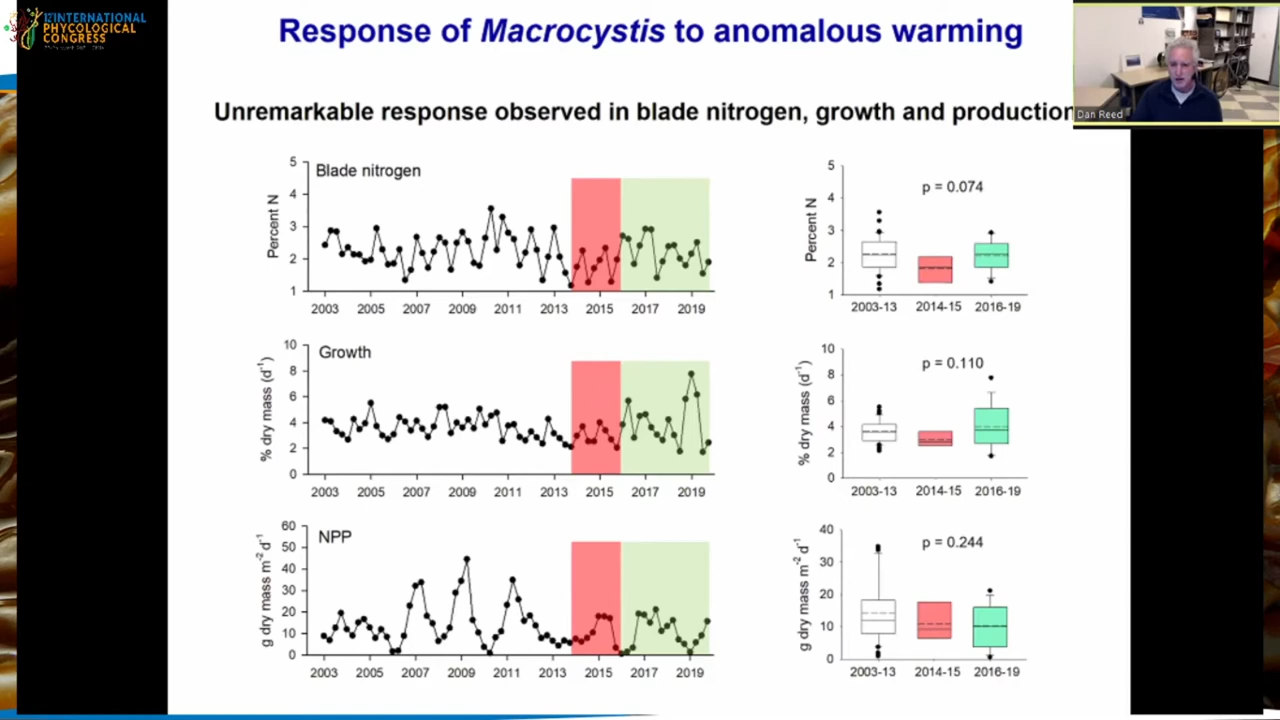 12th INTERNATIONAL
PHYCOLOGICAL
CONGRESS
Response of Macrocystis to anomalous warming
Dan Reed
Unremarkable response observed in blade nitrogen, growth and production
Blade nitrogen
Percent N
5
4
3
2
1
2003 2005 2007 2009 2011 2013 2015 2017 2019
p = 0.074
Percent N
5
4
3
2
1
2003-13 2014-15 2016-19
Growth
% dry mass (d-1)
10
8
6
4
2
0
2003 2005 2007 2009 2011 2013 2015 2017 2019
p = 0.110
% dry mass (d-1)
10
8
6
4
2
0
2003-13 2014-15 2016-19
NPP
g dry mass m-2 d-1
60
50
40
30
20
10
0
2003 2005 2007 2009 2011 2013 2015 2017 2019
p = 0.244
g dry mass m-2 d-1
40
30
20
10
0
2003-13 2014-15 2016-19